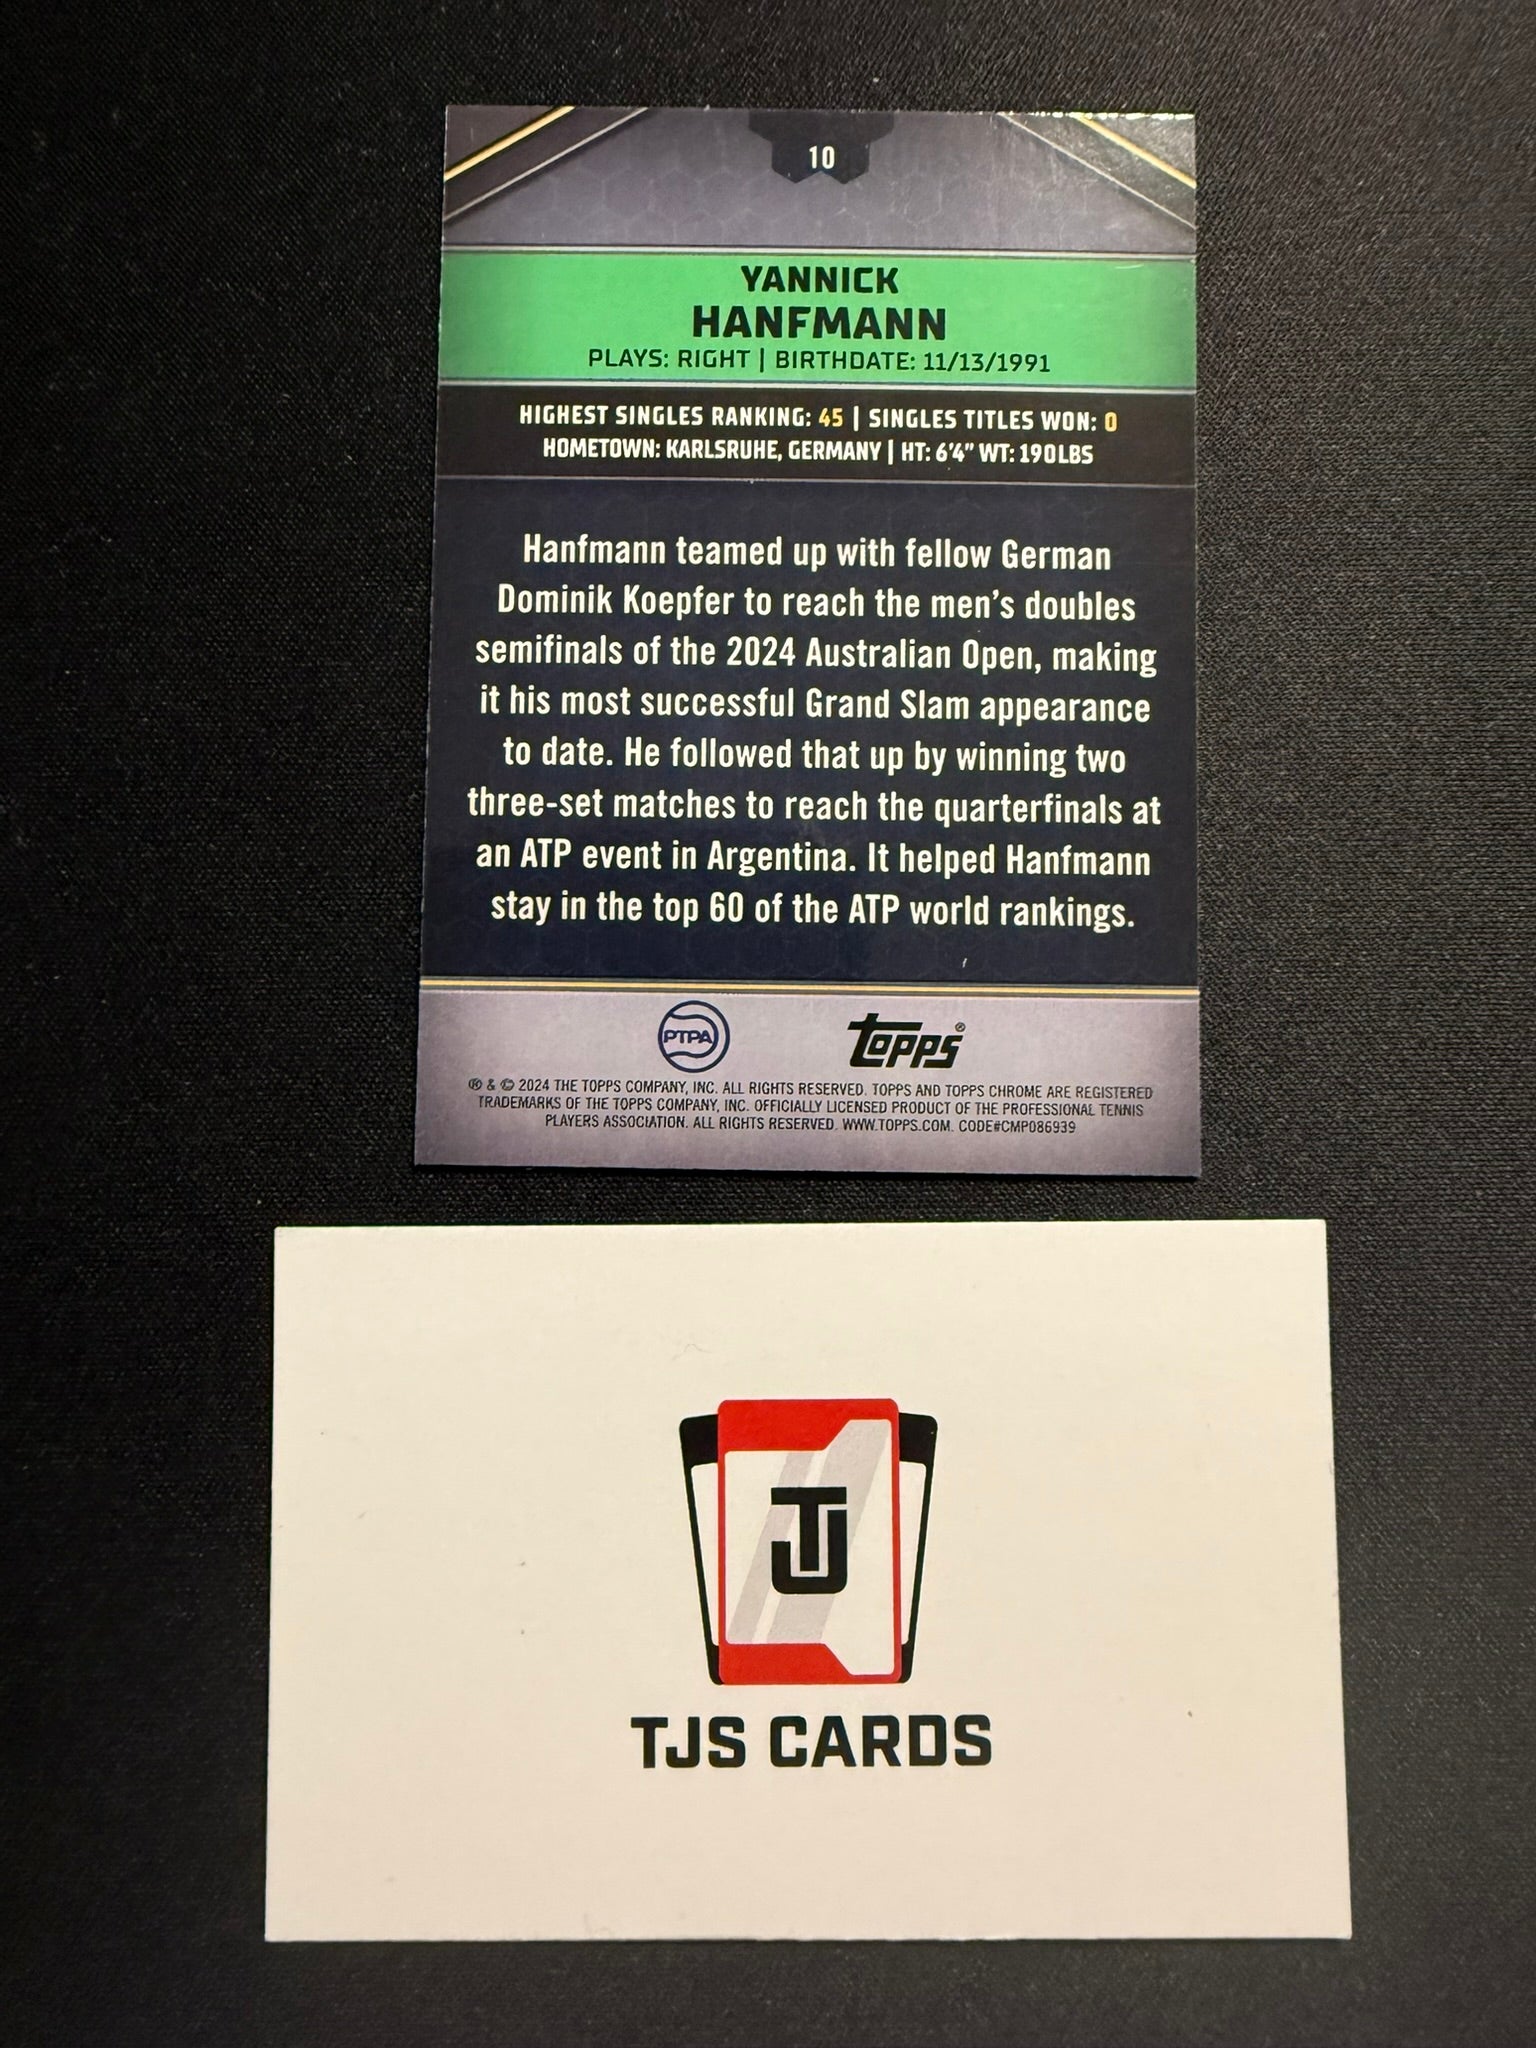 10
YANNICK
HANFMANN
PLAYS: RIGHT | BIRTHDATE: 11/13/1991
HIGHEST SINGLES RANKING: 45 | SINGLES TITLES WON: 0
HOMETOWN: KARLSRUHE, GERMANY | HT: 6'4" WT: 190LBS
Hanfmann teamed up with fellow German
Dominik Koepfer to reach the men's doubles
semifinals of the 2024 Australian Open, making
it his most successful Grand Slam appearance
to date. He followed that up by winning two
three-set matches to reach the quarterfinals at
an ATP event in Argentina. It helped Hanfmann
stay in the top 60 of the ATP world rankings.
PTPA topps®
® & © 2024 THE TOPPS COMPANY, INC. ALL RIGHTS RESERVED. TOPPS AND TOPPS CHROME ARE REGISTERED
TRADEMARKS OF THE TOPPS COMPANY, INC. OFFICIALLY LICENSED PRODUCT OF THE PROFESSIONAL TENNIS
PLAYERS ASSOCIATION. ALL RIGHTS RESERVED. WWW.TOPPS.COM. CODE#CMP086939
TJ
TJS CARDS